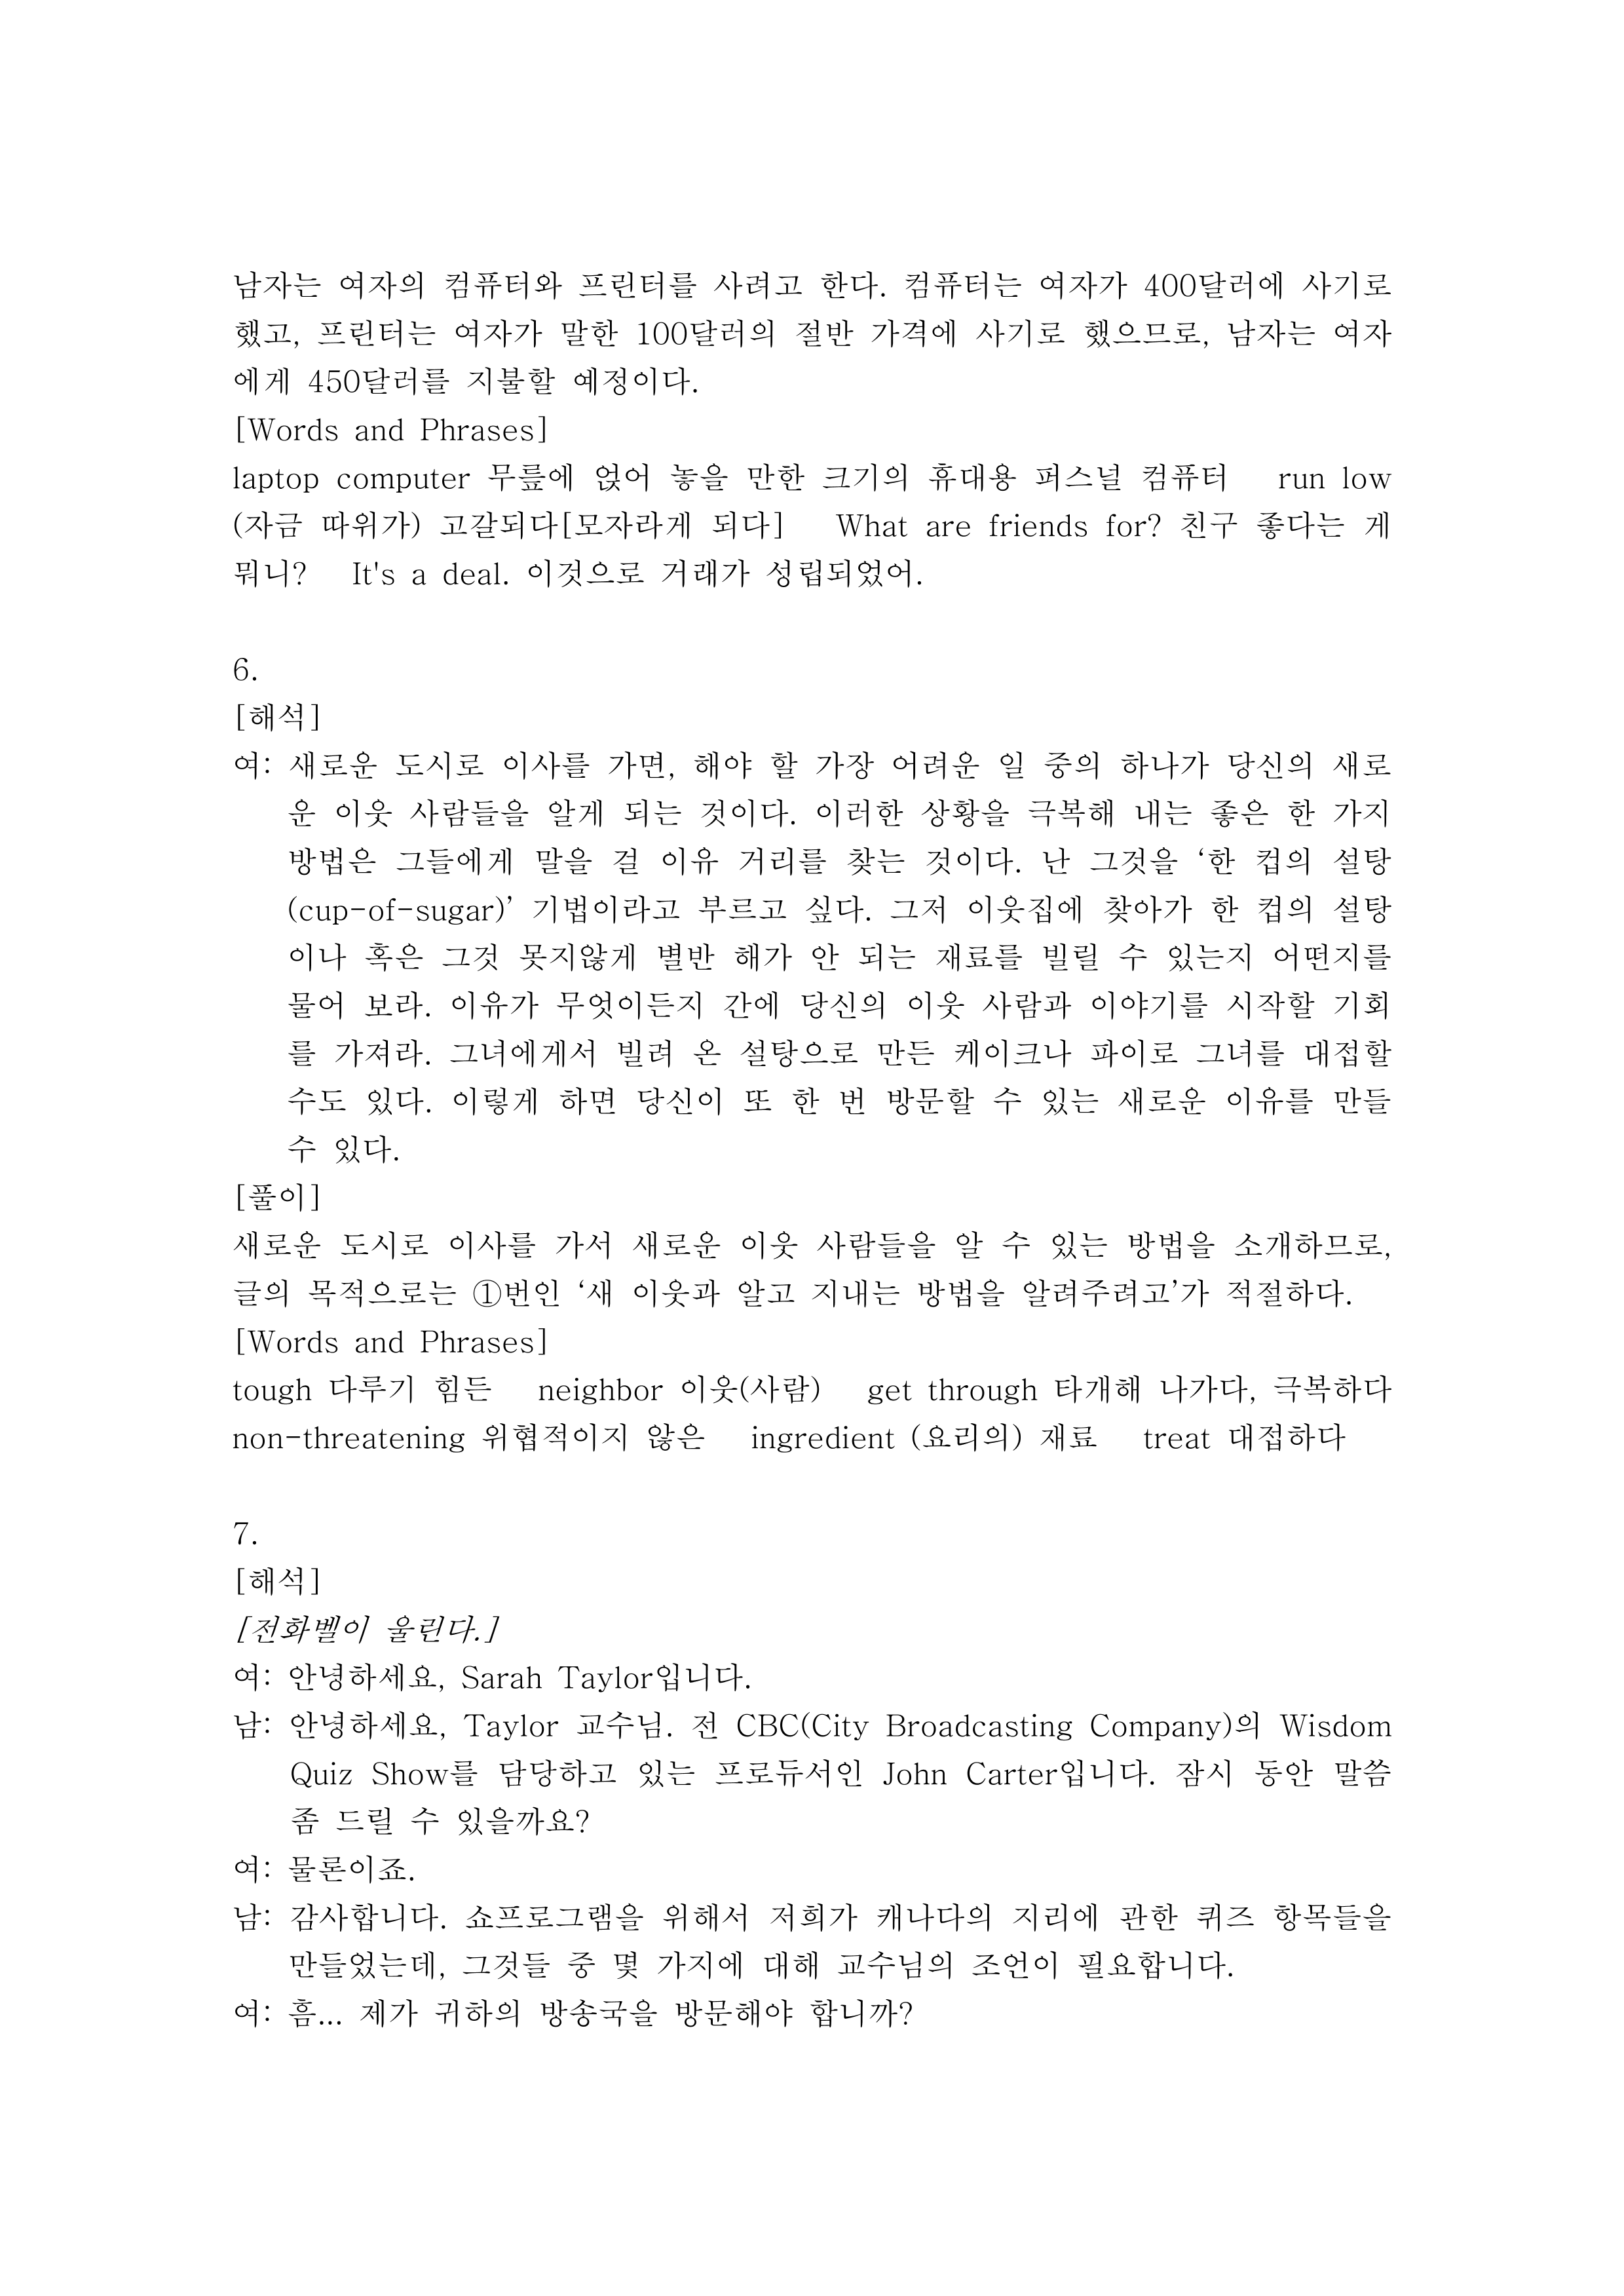 남자는 여자의 컴퓨터와 프린터를 사려고 한다. 컴퓨터는 여자가 400달러에 사기로
했고, 프린터는 여자가 말한 100달러의 절반 가격에 사기로 했으므로, 남자는 여자
에게 450달러를 지불할 예정이다.
[Words and Phrases]
laptop computer 무릎에 얹어 놓을 만한 크기의 휴대용 퍼스널 컴퓨터 run low
(자금 따위가) 고갈되다[모자라게 되다] What are friends for? 친구 좋다는 게
뭐니? It's a deal. 이것으로 거래가 성립되었어.
6.
[해석]
여: 새로운 도시로 이사를 가면, 해야 할 가장 어려운 일 중의 하나가 당신의 새로
운 이웃 사람들을 알게 되는 것이다. 이러한 상황을 극복해 내는 좋은 한 가지
방법은 그들에게 말을 걸 이유 거리를 찾는 것이다. 난 그것을 ‘한 컵의 설탕
(cup-of-sugar)’ 기법이라고 부르고 싶다. 그저 이웃집에 찾아가 한 컵의 설탕
이나 혹은 그것 못지않게 별반 해가 안 되는 재료를 빌릴 수 있는지 어떤지를
물어 보라. 이유가 무엇이든지 간에 당신의 이웃 사람과 이야기를 시작할 기회
를 가져라. 그녀에게서 빌려 온 설탕으로 만든 케이크나 파이로 그녀를 대접할
수도 있다. 이렇게 하면 당신이 또 한 번 방문할 수 있는 새로운 이유를 만들
수 있다.
[풀이]
새로운 도시로 이사를 가서 새로운 이웃 사람들을 알 수 있는 방법을 소개하므로,
글의 목적으로는 ①번인 ‘새 이웃과 알고 지내는 방법을 알려주려고’가 적절하다.
[Words and Phrases]
tough 다루기 힘든 neighbor 이웃(사람) get through 타개해 나가다, 극복하다
non-threatening 위협적이지 않은 ingredient (요리의) 재료 treat 대접하다
7.
[해석]
[전화벨이 울린다.]
여: 안녕하세요, Sarah Taylor입니다.
남: 안녕하세요, Taylor 교수님. 전 CBC(City Broadcasting Company)의 Wisdom
Quiz Show를 담당하고 있는 프로듀서인 John Carter입니다. 잠시 동안 말씀
좀 드릴 수 있을까요?
여: 물론이죠.
남: 감사합니다. 쇼프로그램을 위해서 저희가 캐나다의 지리에 관한 퀴즈 항목들을
만들었는데, 그것들 중 몇 가지에 대해 교수님의 조언이 필요합니다.
여: 흠... 제가 귀하의 방송국을 방문해야 합니까?